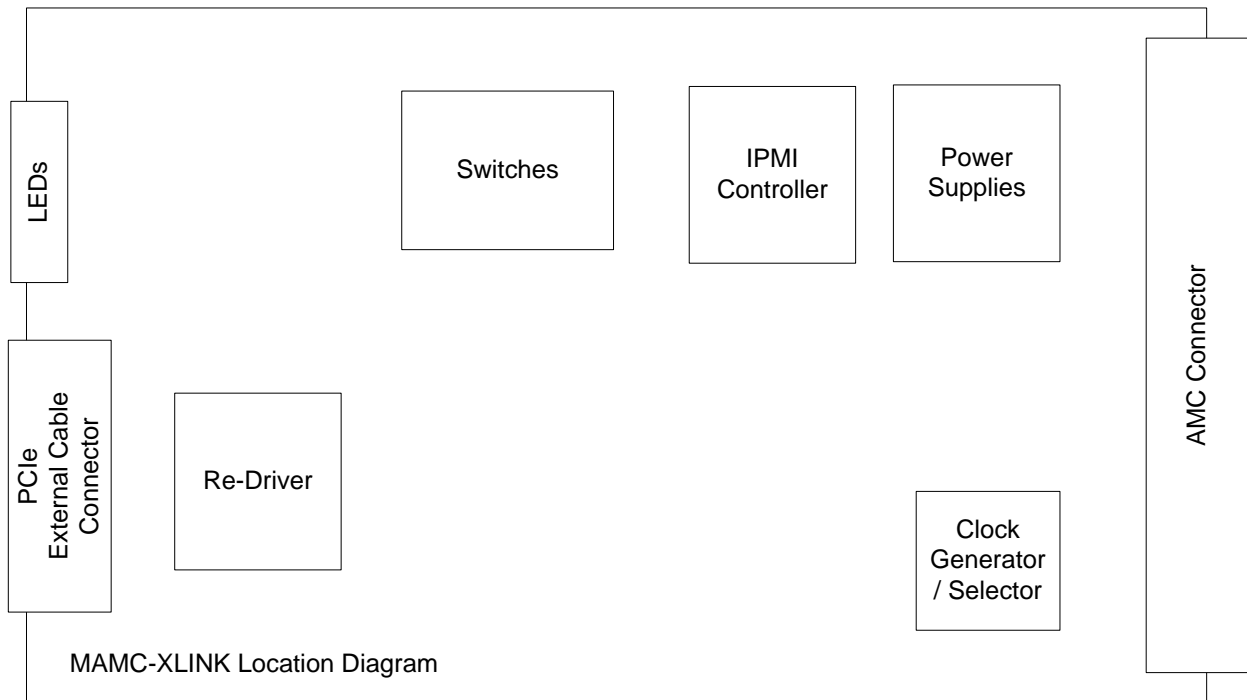 Switches
IPMI
Controller
Power
Supplies
LEDs
AMC Connector
PCIe
External Cable
Connector
Re-Driver
Clock
Generator
/ Selector
MAMC-XLINK Location Diagram